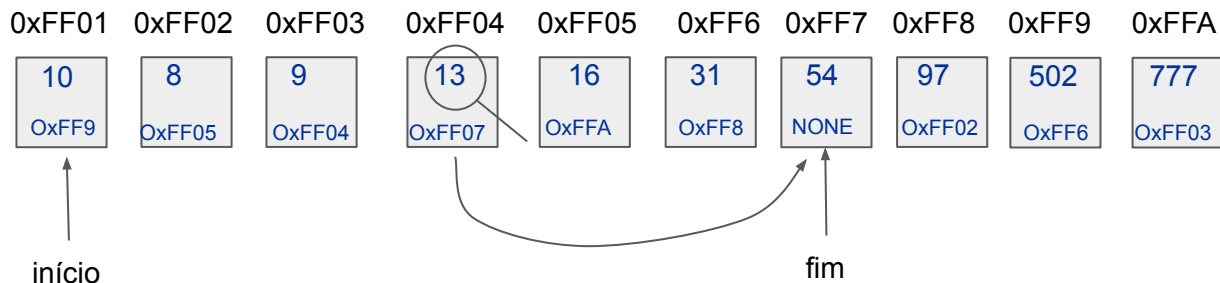 0xFF01 0xFF02 0xFF03 0xFF04 0xFF05 0xFF6 0xFF7 0xFF8 0xFF9 0xFFA
10 8 9 13 16 31 54 97 502 777
OxFF9 OxFF05 OxFF04 OxFF07 OxFFA OxFF8 NONE OxFF02 OxFF6 OxFF03
início fim